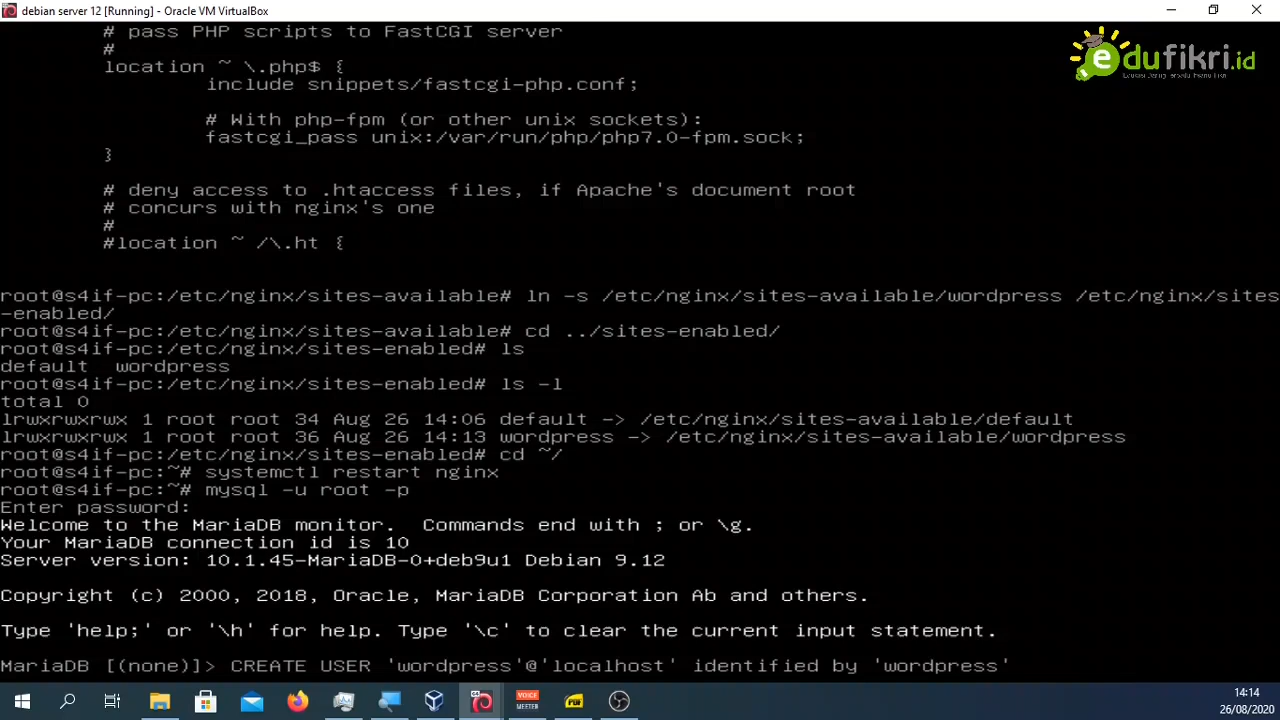 debian server 12 [Running] - Oracle VM VirtualBox
# pass PHP scripts to FastCGI server
#
location ~ \.php$ {
include snippets/fastcgi-php.conf;
# With php-fpm (or other unix sockets):
fastcgi_pass unix:/var/run/php/php7.0-fpm.sock;
}
# deny access to .htaccess files, if Apache's document root
# concurs with nginx's one
#
#location ~ /\.ht {
edufikri.id
root@s4if-pc:/etc/nginx/sites-available# ln -s /etc/nginx/sites-available/wordpress /etc/nginx/sites
-enabled/
root@s4if-pc:/etc/nginx/sites-available# cd ../sites-enabled/
root@s4if-pc:/etc/nginx/sites-enabled# ls
default  wordpress
root@s4if-pc:/etc/nginx/sites-enabled# ls -l
total 0
lrwxrwxrwx 1 root root 34 Aug 26 14:06 default -> /etc/nginx/sites-available/default
lrwxrwxrwx 1 root root 36 Aug 26 14:13 wordpress -> /etc/nginx/sites-available/wordpress
root@s4if-pc:/etc/nginx/sites-enabled# cd ~/
root@s4if-pc:~# systemctl restart nginx
root@s4if-pc:~# mysql -u root -p
Enter password:
Welcome to the MariaDB monitor.  Commands end with ; or \g.
Your MariaDB connection id is 10
Server version: 10.1.45-MariaDB-0+deb9u1 Debian 9.12
Copyright (c) 2000, 2018, Oracle, MariaDB Corporation Ab and others.
Type 'help;' or '\h' for help. Type '\c' to clear the current input statement.
MariaDB [(none)]> CREATE USER 'wordpress'@'localhost' identified by 'wordpress'
VOICE
MEETER
14:14
26/08/2020